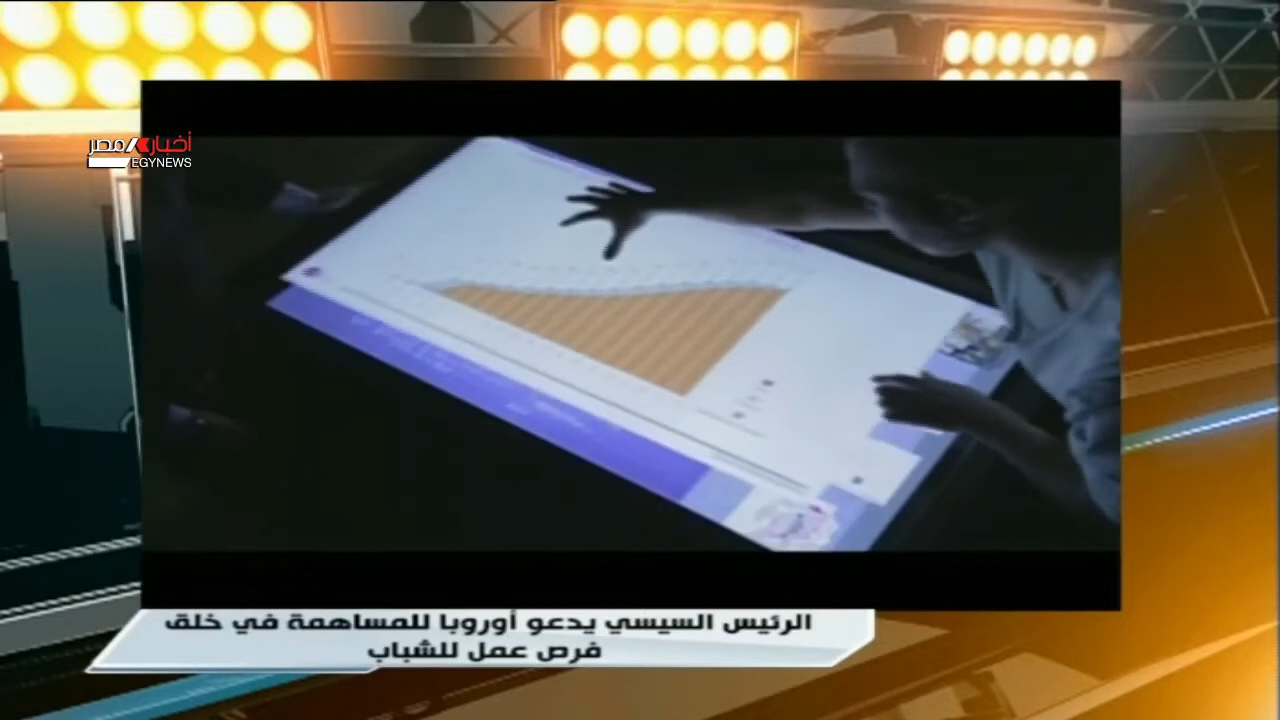 أخبار مصر
EGYNEWS
الرئيس السيسي يدعو أوروبا للمساهمة في خلق
فرص عمل للشباب